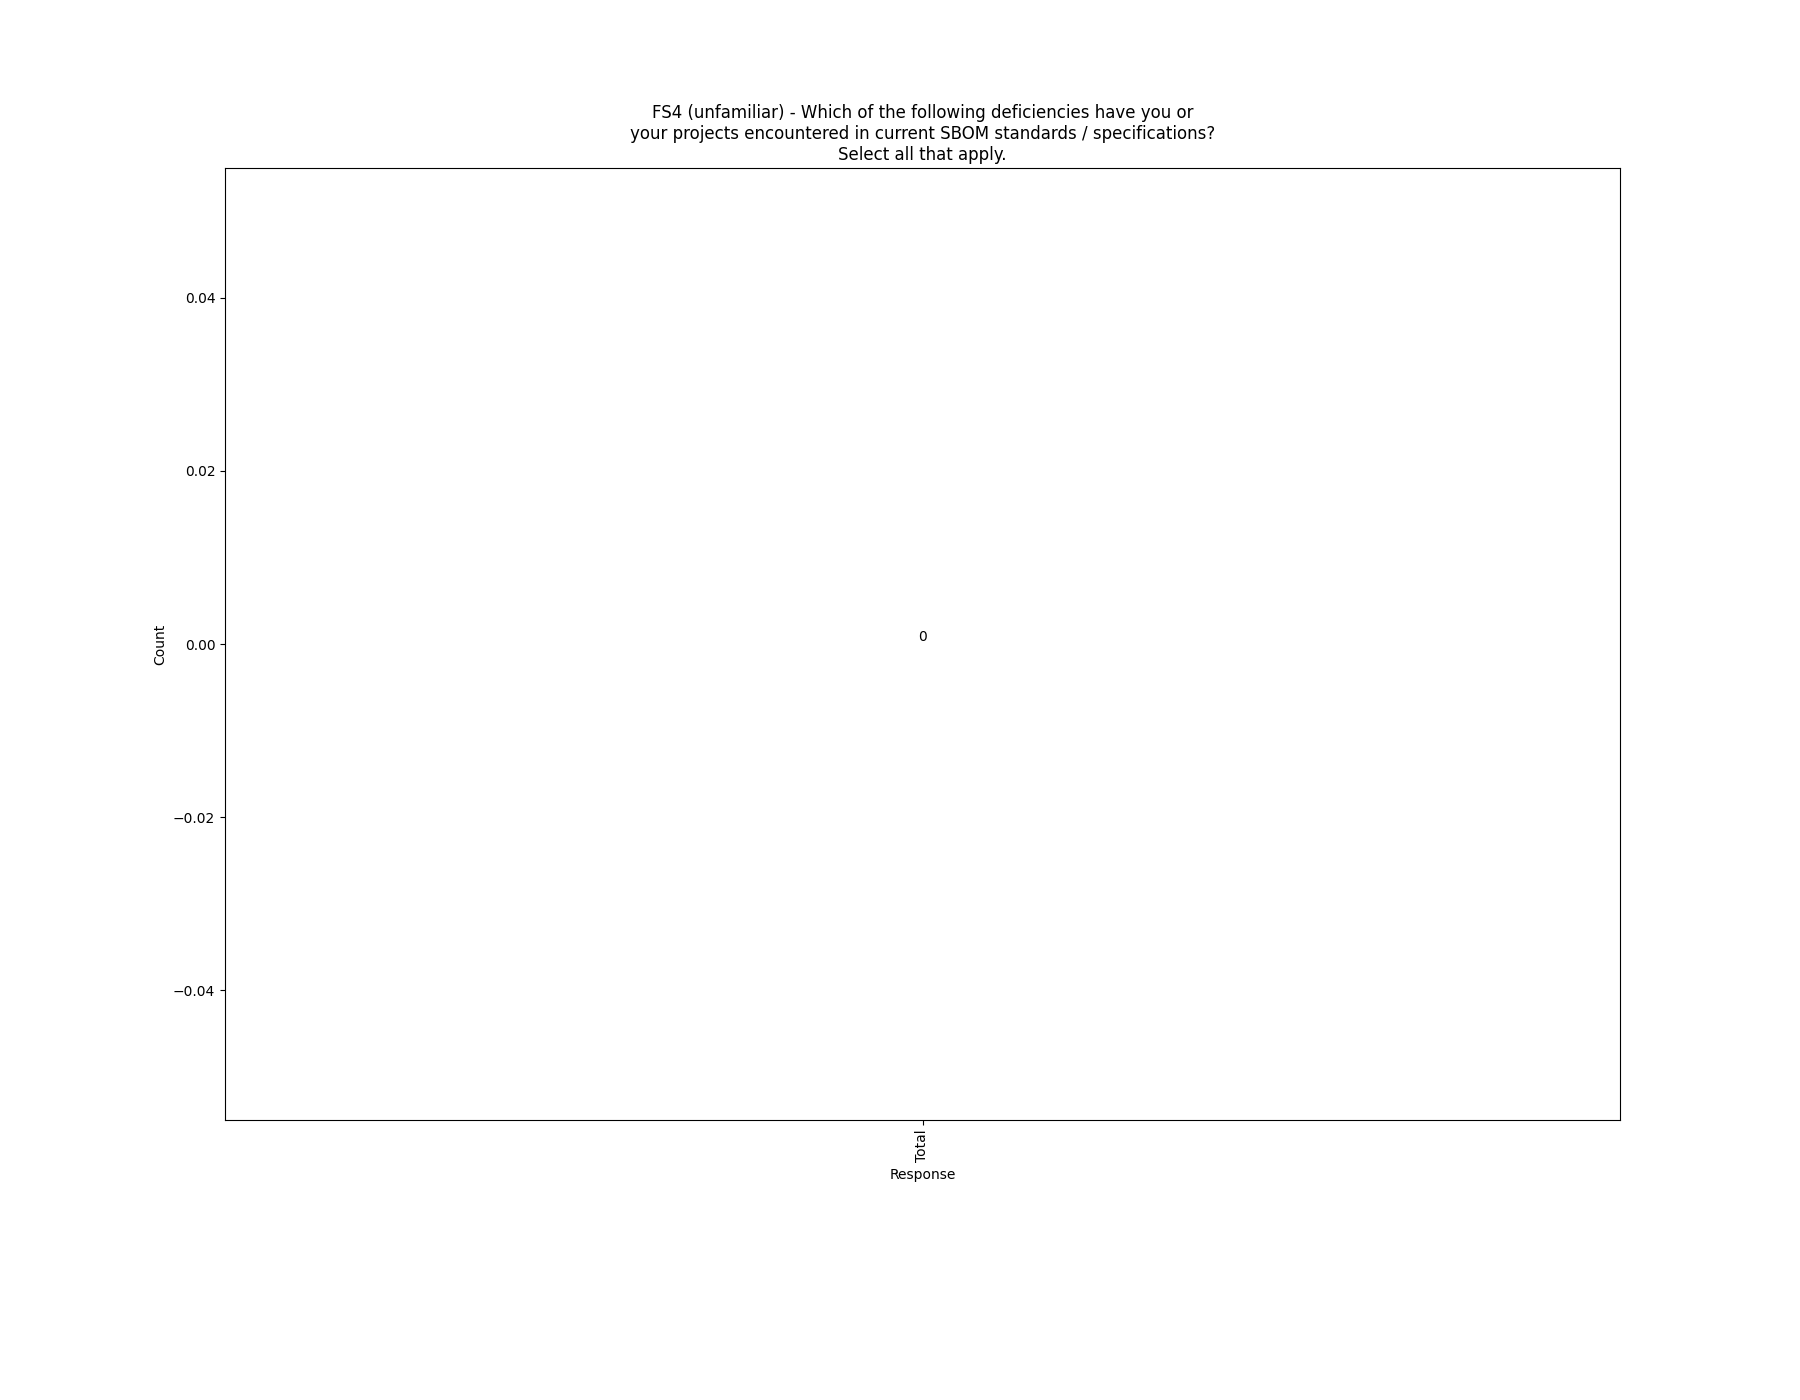 FS4 (unfamiliar) - Which of the following deficiencies have you or
your projects encountered in current SBOM standards / specifications?
Select all that apply.
0.04
0.02
0.00
−0.02
−0.04
Count
0
Total
Response